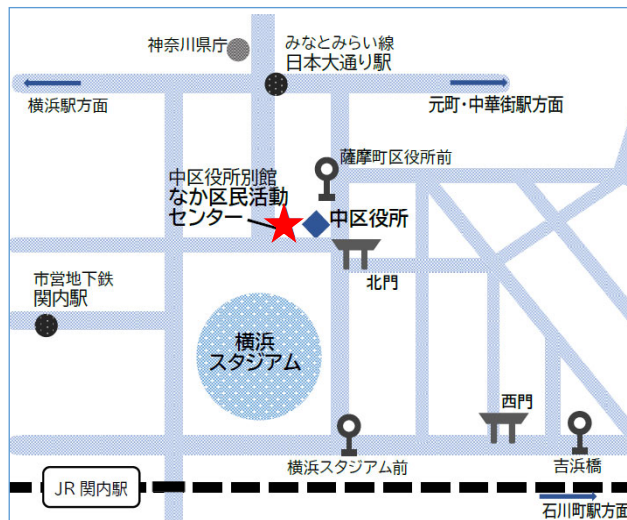 神奈川県庁
みなとみらい線
日本大通り駅
横浜駅方面
元町・中華街駅方面
薩摩町区役所前
中区役所別館
なか区民活動
センター
中区役所
北門
市営地下鉄
関内駅
横浜
スタジアム
西門
横浜スタジアム前
吉浜橋
JR 関内駅
石川町駅方面